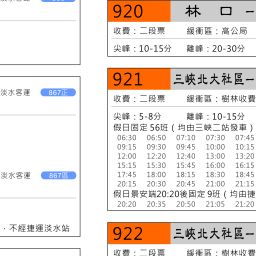 淡水客運 867正
淡水客運 867區
·不經捷運淡水站
920 林 口 –
收費：二段票 緩衝區：高公局
尖峰：10-15分 離峰：20-30分
921 三峽北大社區–
收費：二段票 緩衝區：樹林收費
尖峰：5-8分 離峰：10-15分
假日固定56班（均由三峽二站發車）
06:30 06:50 07:10 07:30 07:45
09:15 09:30 09:45 10:00 10:15
12:00 12:20 12:40 13:00 13:20
15:15 15:30 15:45 16:00 16:15
17:45 18:00 18:15 18:30 18:45
20:15 20:30 20:45 21:00 21:15
假日景安端20:20後固定9班（均由捷
20:20 20:35 20:50 21:05 21:20
922 三峽北大社區–
收費：二段票 緩衝區：樹林收費